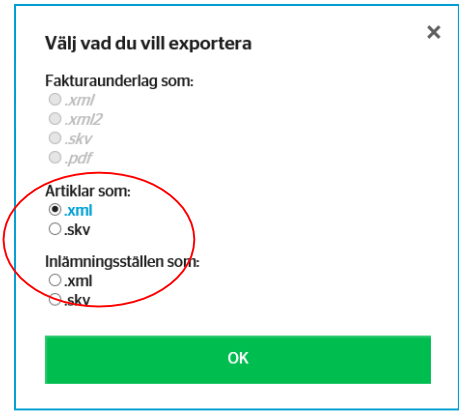 Välj vad du vill exportera
Fakturaunderlag som:
.xml
.xml2
.skv
.pdf
Artiklar som:
.xml
.skv
Inlämningsställen som:
.xml
.skv
OK